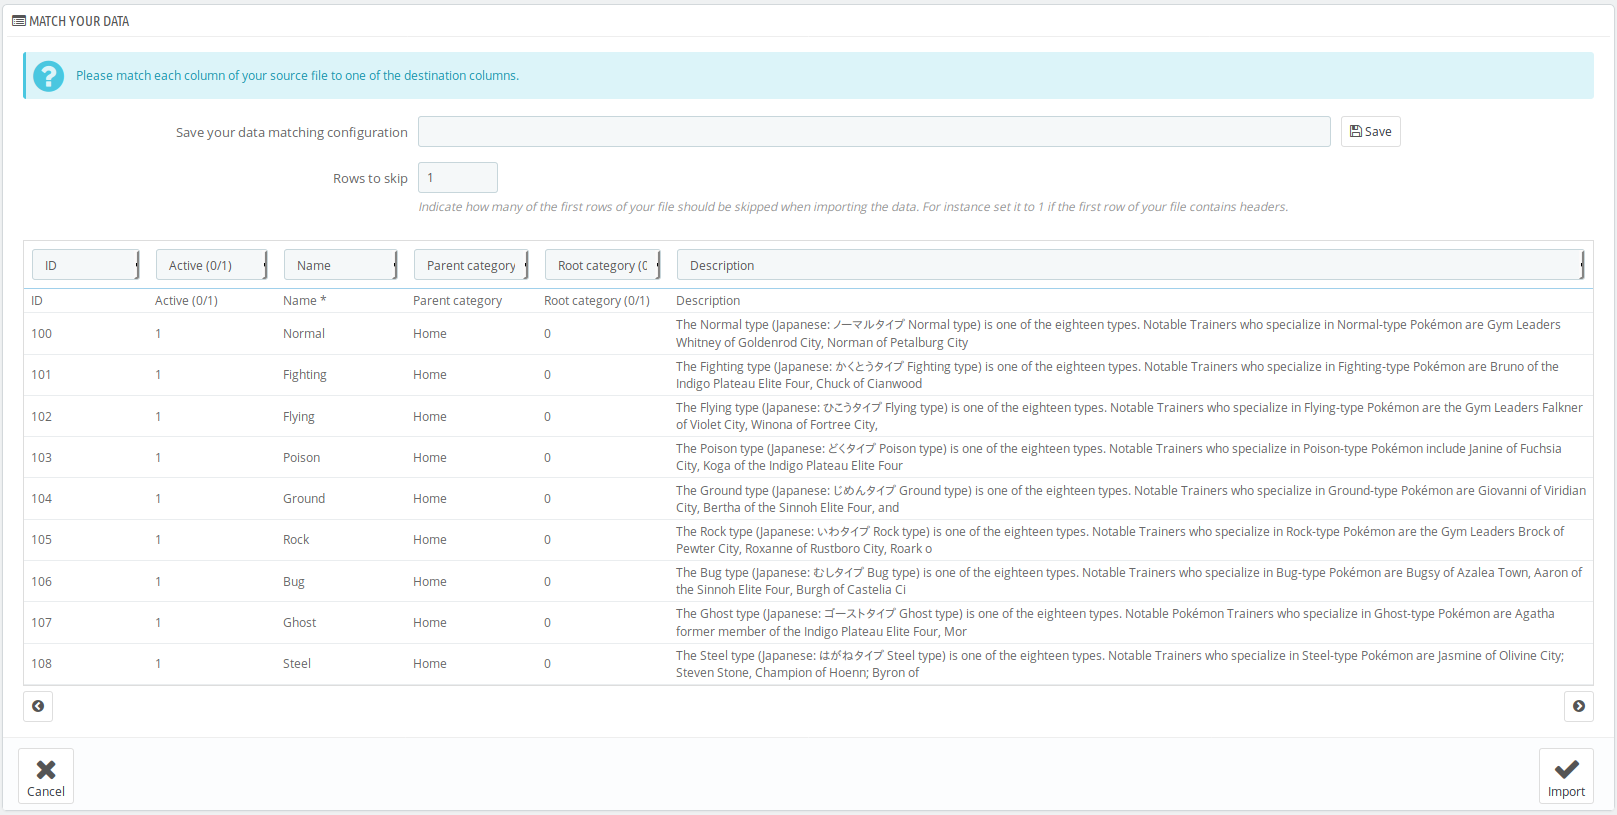 MATCH YOUR DATA
Please match each column of your source file to one of the destination columns.
Save your data matching configuration
Save
Rows to skip 1
Indicate how many of the first rows of your file should be skipped when importing the data. For instance set it to 1 if the first row of your file contains headers.
ID Active (0/1) Name Parent category Root category (0 Description
ID Active (0/1) Name * Parent category Root category (0/1) Description
100 1 Normal Home 0 The Normal type (Japanese: ノーマルタイプ Normal type) is one of the eighteen types. Notable Trainers who specialize in Normal-type Pokémon are Gym Leaders
Whitney of Goldenrod City, Norman of Petalburg City
101 1 Fighting Home 0 The Fighting type (Japanese: かくとうタイプ Fighting type) is one of the eighteen types. Notable Trainers who specialize in Fighting-type Pokémon are Bruno of the
Indigo Plateau Elite Four, Chuck of Cianwood
102 1 Flying Home 0 The Flying type (Japanese: ひこうタイプ Flying type) is one of the eighteen types. Notable Trainers who specialize in Flying-type Pokémon are the Gym Leaders Falkner
of Violet City, Winona of Fortree City,
103 1 Poison Home 0 The Poison type (Japanese: どくタイプ Poison type) is one of the eighteen types. Notable Trainers who specialize in Poison-type Pokémon include Janine of Fuchsia
City, Koga of the Indigo Plateau Elite Four
104 1 Ground Home 0 The Ground type (Japanese: じめんタイプ Ground type) is one of the eighteen types. Notable Trainers who specialize in Ground-type Pokémon are Giovanni of Viridian
City, Bertha of the Sinnoh Elite Four, and
105 1 Rock Home 0 The Rock type (Japanese: いわタイプ Rock type) is one of the eighteen types. Notable Trainers who specialize in Rock-type Pokémon are the Gym Leaders Brock of
Pewter City, Roxanne of Rustboro City, Roark o
106 1 Bug Home 0 The Bug type (Japanese: むしタイプ Bug type) is one of the eighteen types. Notable Trainers who specialize in Bug-type Pokémon are Bugsy of Azalea Town, Aaron of
the Sinnoh Elite Four, Burgh of Castelia Ci
107 1 Ghost Home 0 The Ghost type (Japanese: ゴーストタイプ Ghost type) is one of the eighteen types. Notable Pokémon Trainers who specialize in Ghost-type Pokémon are Agatha
former member of the Indigo Plateau Elite Four, Mor
108 1 Steel Home 0 The Steel type (Japanese: はがねタイプ Steel type) is one of the eighteen types. Notable Trainers who specialize in Steel-type Pokémon are Jasmine of Olivine City;
Steven Stone, Champion of Hoenn; Byron of
Cancel
Import